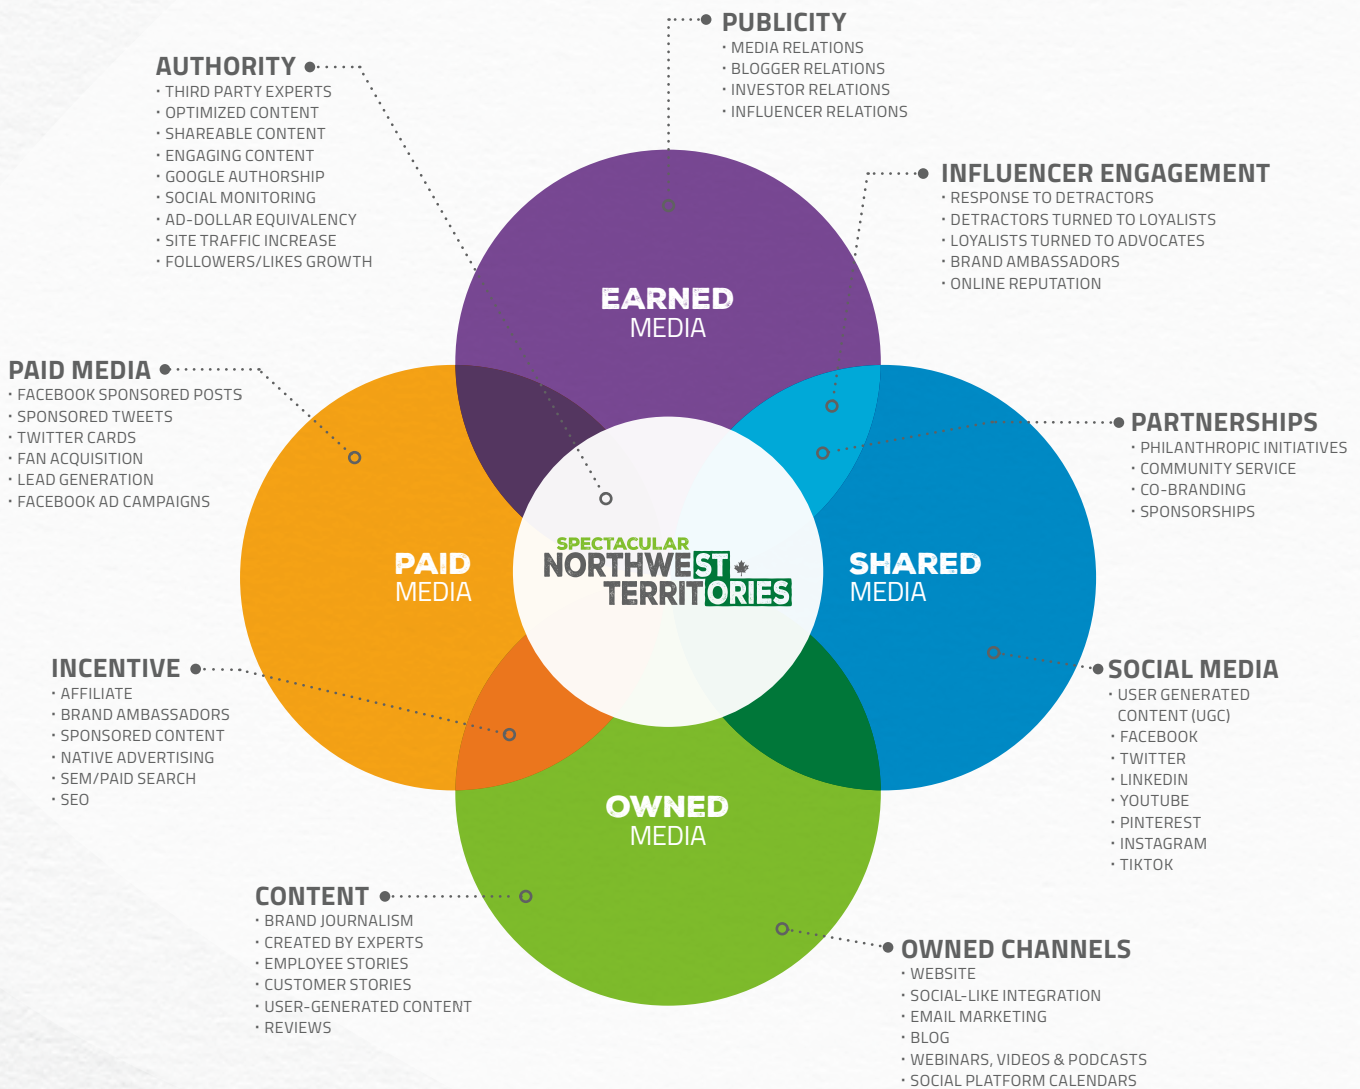 PUBLICITY
· MEDIA RELATIONS
· BLOGGER RELATIONS
· INVESTOR RELATIONS
· INFLUENCER RELATIONS
AUTHORITY
· THIRD PARTY EXPERTS
· OPTIMIZED CONTENT
· SHAREABLE CONTENT
· ENGAGING CONTENT
· GOOGLE AUTHORSHIP
· SOCIAL MONITORING
· AD-DOLLAR EQUIVALENCY
· SITE TRAFFIC INCREASE
· FOLLOWERS/LIKES GROWTH
INFLUENCER ENGAGEMENT
· RESPONSE TO DETRACTORS
· DETRACTORS TURNED TO LOYALISTS
· LOYALISTS TURNED TO ADVOCATES
· BRAND AMBASSADORS
· ONLINE REPUTATION
EARNED
MEDIA
PAID MEDIA
· FACEBOOK SPONSORED POSTS
· SPONSORED TWEETS
· TWITTER CARDS
· FAN ACQUISITION
· LEAD GENERATION
· FACEBOOK AD CAMPAIGNS
PARTNERSHIPS
· PHILANTHROPIC INITIATIVES
· COMMUNITY SERVICE
· CO-BRANDING
· SPONSORSHIPS
PAID
MEDIA
SPECTACULAR
NORTHWEST
TERRITORIES
SHARED
MEDIA
INCENTIVE
· AFFILIATE
· BRAND AMBASSADORS
· SPONSORED CONTENT
· NATIVE ADVERTISING
· SEM/PAID SEARCH
· SEO
SOCIAL MEDIA
· USER GENERATED
CONTENT (UGC)
· FACEBOOK
· TWITTER
· LINKEDIN
· YOUTUBE
· PINTEREST
· INSTAGRAM
· TIKTOK
OWNED
MEDIA
CONTENT
· BRAND JOURNALISM
· CREATED BY EXPERTS
· EMPLOYEE STORIES
· CUSTOMER STORIES
· USER-GENERATED CONTENT
· REVIEWS
OWNED CHANNELS
· WEBSITE
· SOCIAL-LIKE INTEGRATION
· EMAIL MARKETING
· BLOG
· WEBINARS, VIDEOS & PODCASTS
· SOCIAL PLATFORM CALENDARS